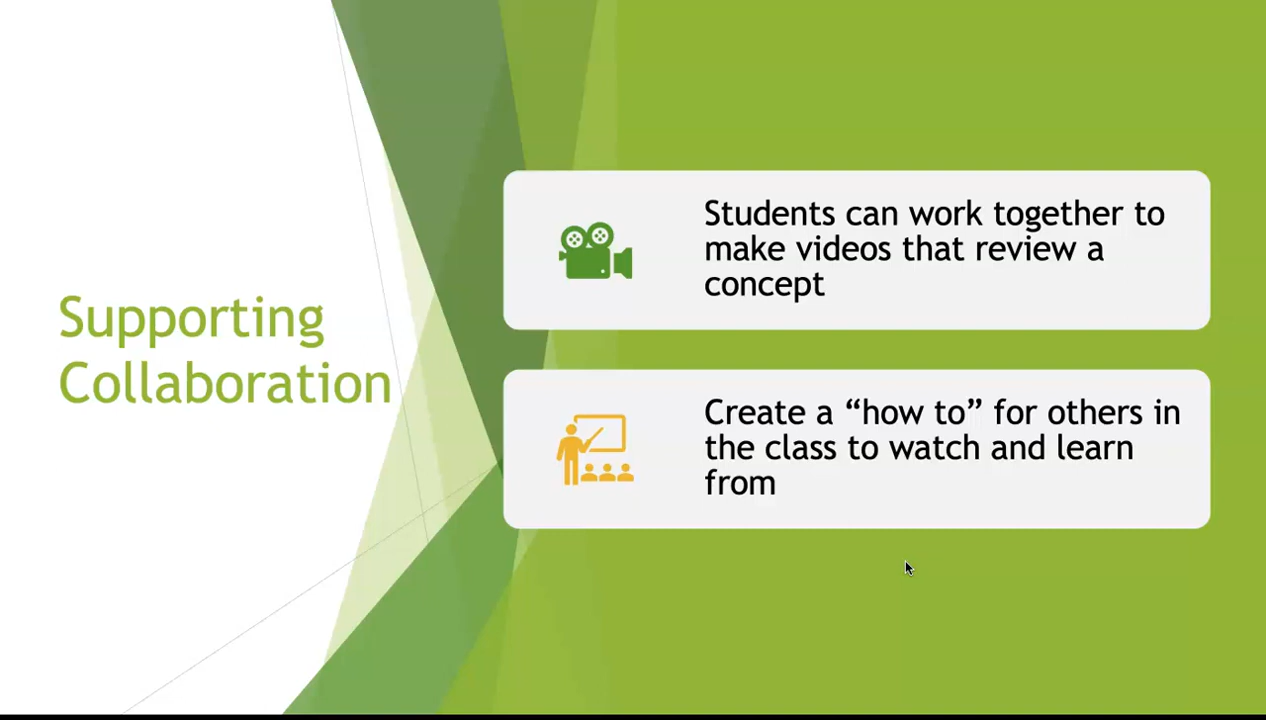 Supporting
Collaboration
Students can work together to
make videos that review a
concept
Create a “how to” for others in
the class to watch and learn
from